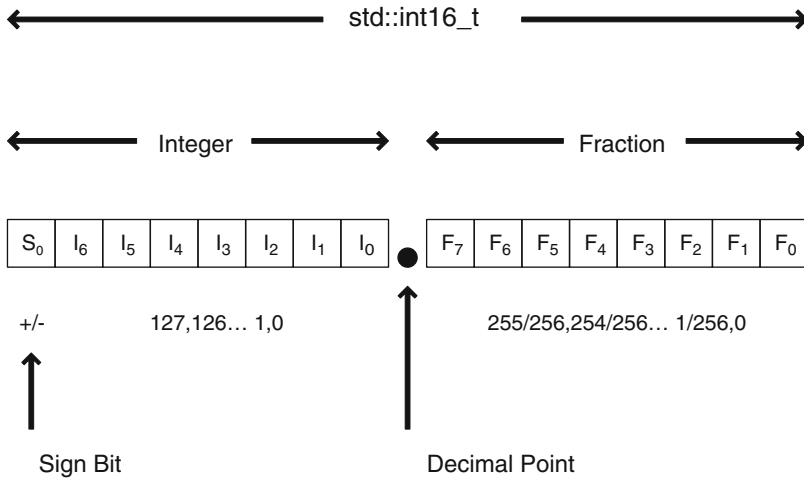 std::int16_t
Integer Fraction
S₀ I₆ I₅ I₄ I₃ I₂ I₁ I₀ F₇ F₆ F₅ F₄ F₃ F₂ F₁ F₀
+/- 127,126… 1,0 255/256,254/256… 1/256,0
Sign Bit Decimal Point